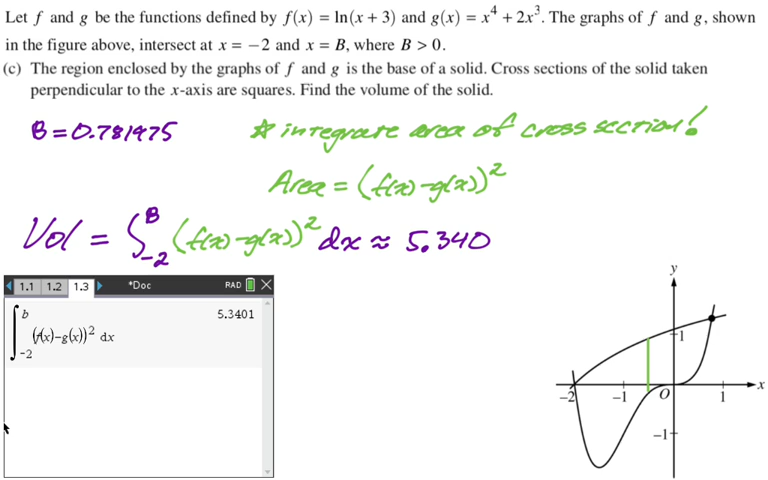 Let f and g be the functions defined by f(x) = ln(x + 3) and g(x) = x⁴ + 2x³. The graphs of f and g, shown
in the figure above, intersect at x = −2 and x = B, where B > 0.
(c) The region enclosed by the graphs of f and g is the base of a solid. Cross sections of the solid taken
perpendicular to the x-axis are squares. Find the volume of the solid.
B = 0.781975
☆ integrate area of cross section!
Area = (f(x)-g(x))²
Vol = ∫_{-2}^{B} (f(x)-g(x))² dx ≈ 5.340
1.1 1.2 1.3 *Doc RAD
∫_{-2}^{b} (f(x)-g(x))² dx 5.3401
y
1
-2 -1 O 1 x
-1